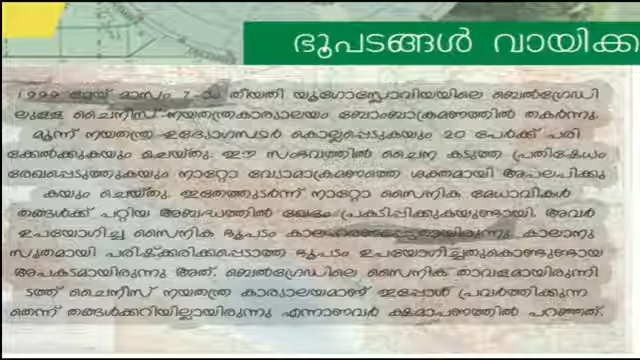 ഭൂപടങ്ങൾ വായിക്ക
1999 മേയ് മാസം 7-ാം തീയതി യുഗോസ്ലോവിയയിലെ ബെൽഗ്രേഡി
ലുള്ള ചൈനീസ് നയതന്ത്രകാര്യാലയം ബോംബാക്രമണത്തിൽ തകർന്നു.
മൂന്ന് നയതന്ത്ര ഉദ്യോഗസ്ഥർ കൊല്ലപ്പെടുകയും 20 പേർക്ക് പരി
ക്കേൽക്കുകയും ചെയ്തു. ഈ സംഭവത്തിൽ ചൈന കടുത്ത പ്രതിഷേധം
രേഖപ്പെടുത്തുകയും നാറ്റോ വ്യോമാക്രമണത്തെ ശക്തമായി അപലപിക്കു
കയും ചെയ്തു. ഇതേത്തുടർന്ന് നാറ്റോ സൈനിക മേധാവികൾ
തങ്ങൾക്ക് പറ്റിയ അബദ്ധത്തിൽ ഖേദം പ്രകടിപ്പിക്കുകയുണ്ടായി. അവർ
ഉപയോഗിച്ച സൈനിക ഭൂപടം കാലഹരണപ്പെട്ടതായിരുന്നു. കാലാനു
സൃതമായി പരിഷ്ക്കരിക്കപ്പെടാത്ത ഭൂപടം ഉപയോഗിച്ചതുകൊണ്ടുണ്ടായ
അപകടമായിരുന്നു അത്. ബെൽഗ്രേഡിലെ സൈനിക താവളമായിരുന്നി
ടത്ത് ചൈനീസ് നയതന്ത്ര കാര്യാലയമാണ് ഇപ്പോൾ പ്രവർത്തിക്കുന്ന
തെന്ന് തങ്ങൾക്കറിയില്ലായിരുന്നു എന്നാണവർ ക്ഷമാപണത്തിൽ പറഞ്ഞത്.